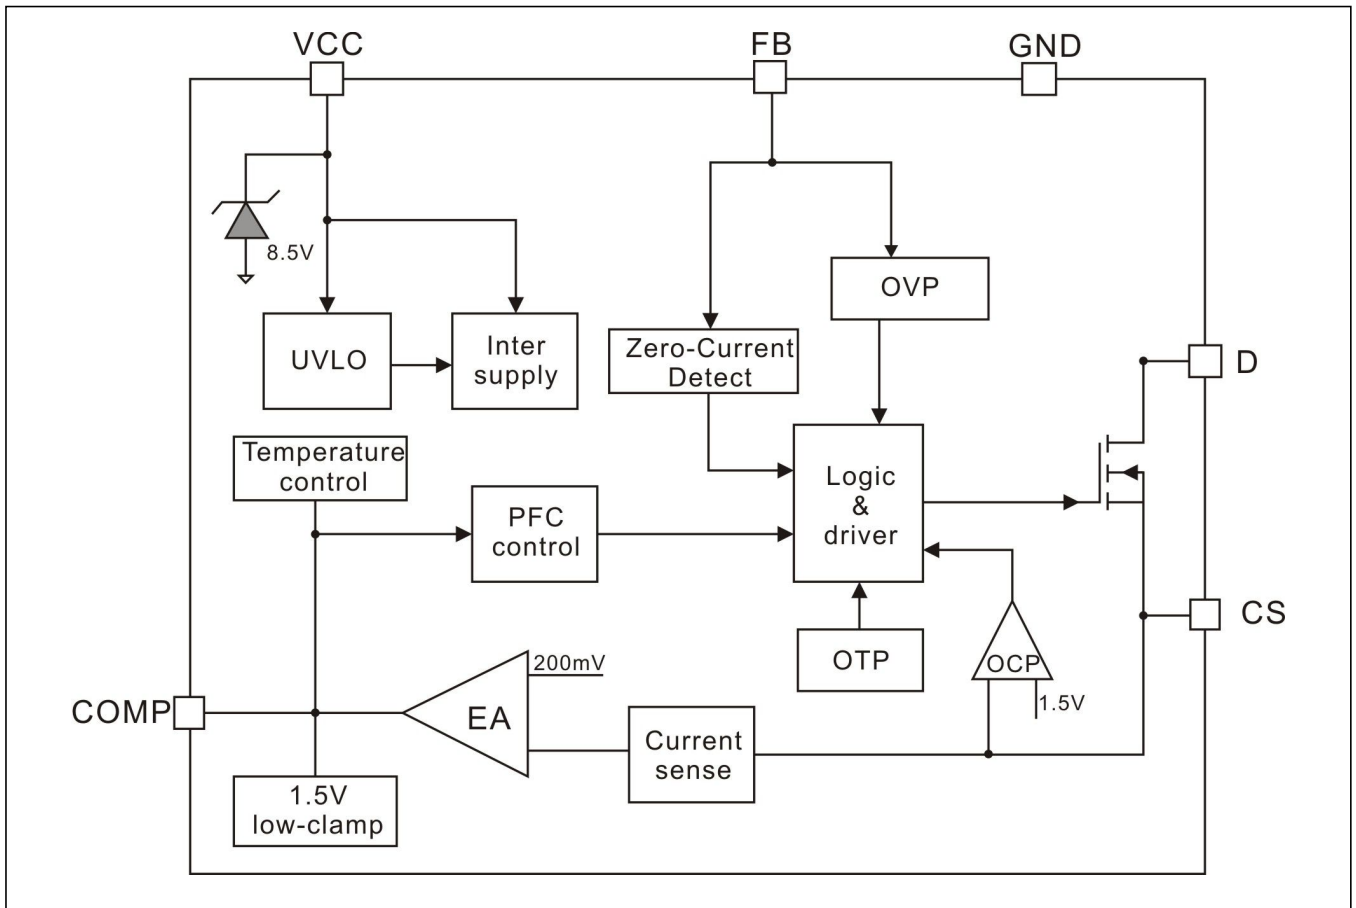 VCC
FB
GND
8.5V
OVP
UVLO
Inter
supply
Zero-Current
Detect
D
Temperature
control
PFC
control
Logic
&
driver
CS
OTP
OCP
1.5V
200mV
EA
COMP
Current
sense
1.5V
low-clamp